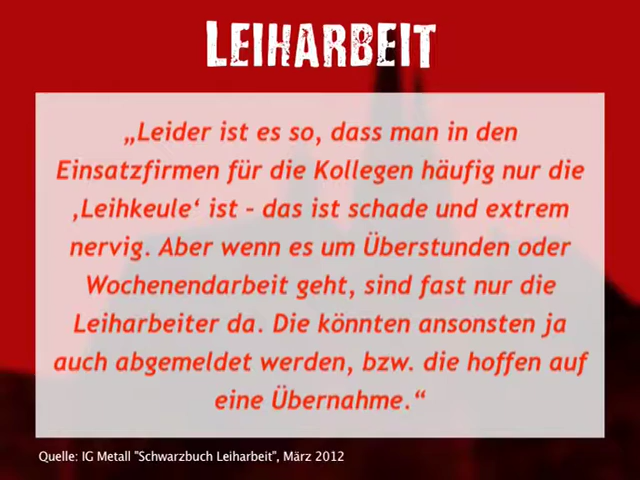 LEIHARBEIT
„Leider ist es so, dass man in den
Einsatzfirmen für die Kollegen häufig nur die
‚Leihkeule‘ ist – das ist schade und extrem
nervig. Aber wenn es um Überstunden oder
Wochenendarbeit geht, sind fast nur die
Leiharbeiter da. Die könnten ansonsten ja
auch abgemeldet werden, bzw. die hoffen auf
eine Übernahme.“
Quelle: IG Metall "Schwarzbuch Leiharbeit", März 2012